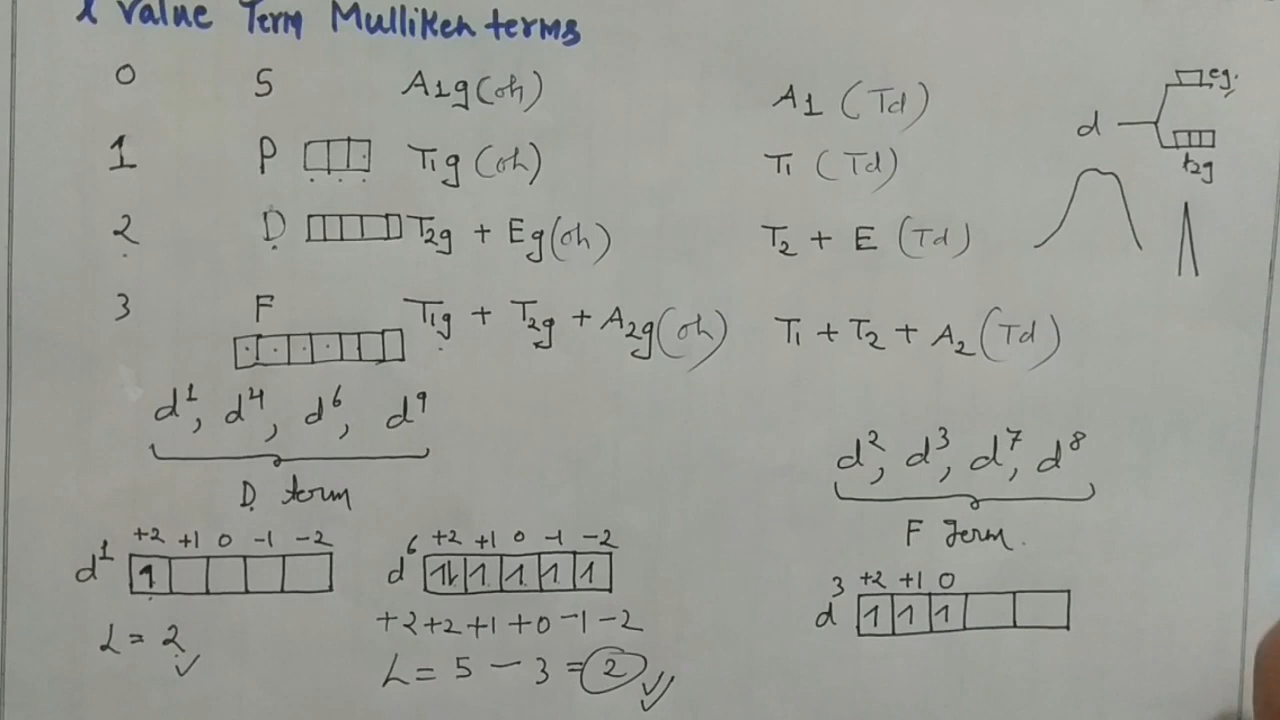 L value Term Mulliken terms
0 S A1g(oh) A1 (Td)
1 P T1g (oh) T1 (Td)
2 D T2g + Eg(oh) T2 + E (Td)
3 F T1g + T2g + A2g(oh) T1 + T2 + A2 (Td)
d eg.
t2g
d¹, d⁴, d⁶, d⁹
D term
d², d³, d⁷, d⁸
F Term.
+2 +1 0 -1 -2
d¹ 1
L = 2
+2 +1 0 -1 -2
d⁶ 1L 1 1 1 1
+2+2+1+0-1-2
L = 5 - 3 = 2
+2 +1 0
d³ 1 1 1